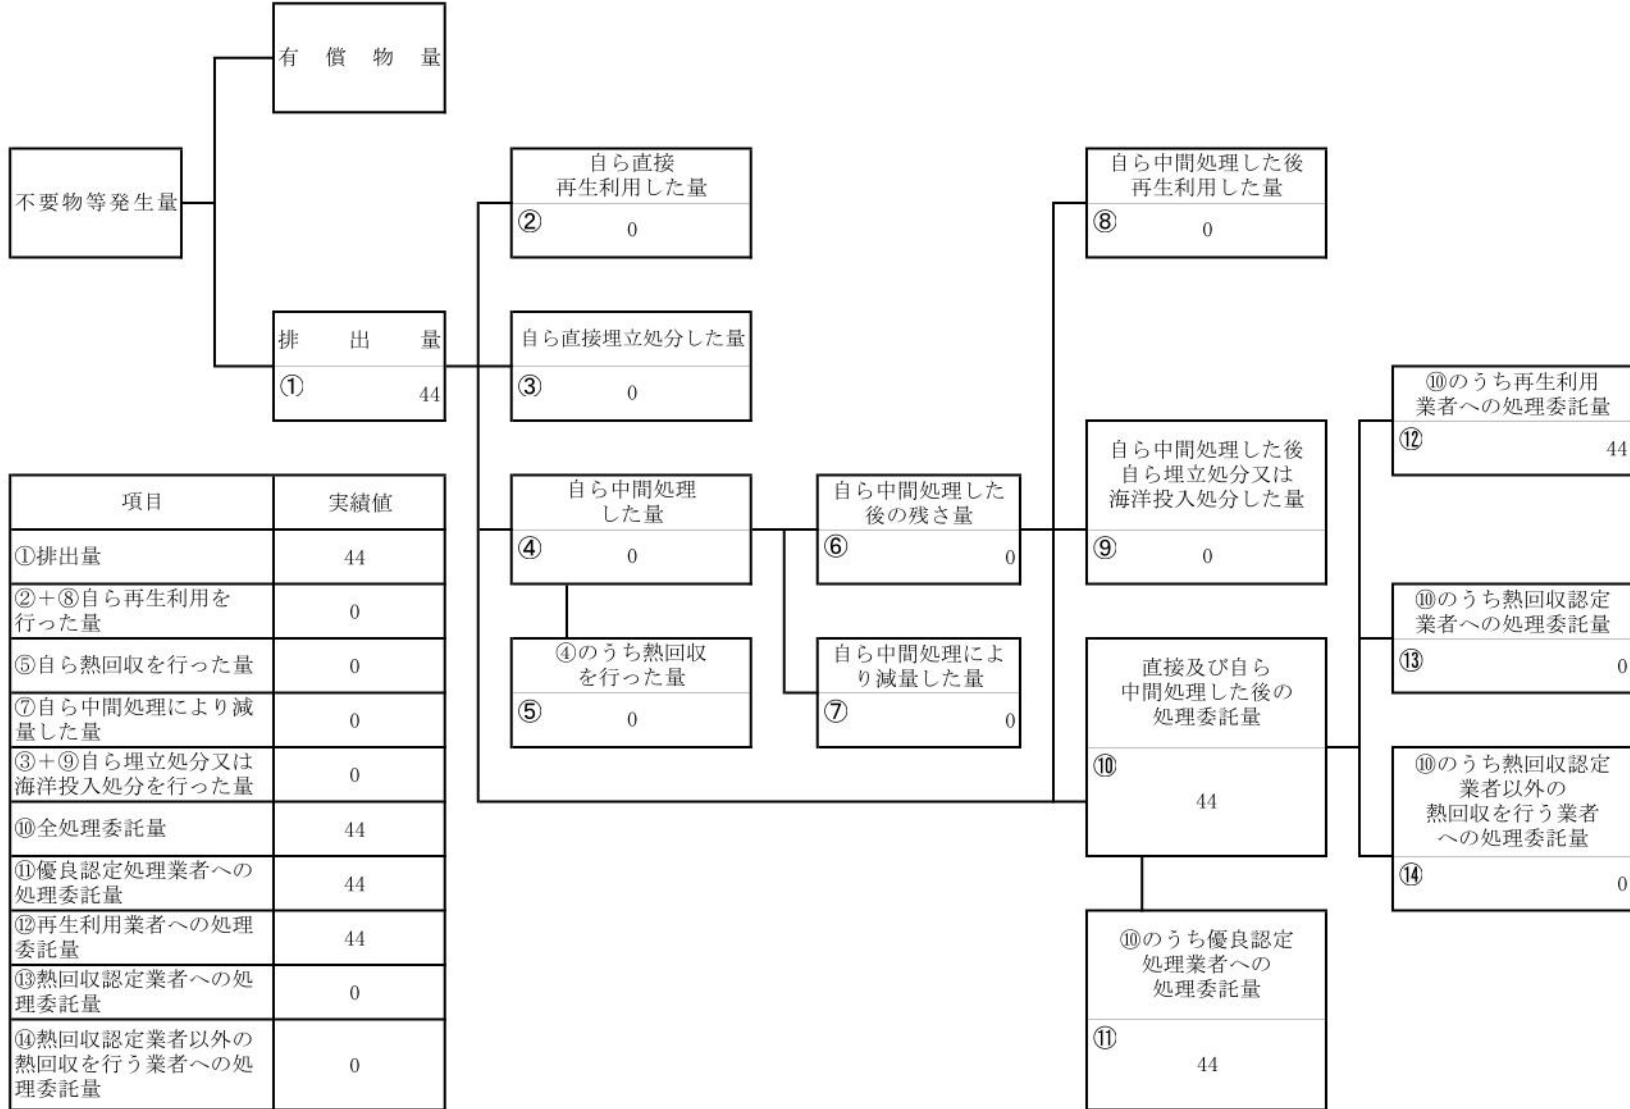 有償物量
不要物等発生量
排出量
①
44
自ら直接
再生利用した量
②
0
自ら直接埋立処分した量
③
0
自ら中間処理
した量
④
0
④のうち熱回収
を行った量
⑤
0
自ら中間処理した
後の残さ量
⑥
0
自ら中間処理によ
り減量した量
⑦
0
自ら中間処理した後
再生利用した量
⑧
0
自ら中間処理した後
自ら埋立処分又は
海洋投入処分した量
⑨
0
直接及び自ら
中間処理した後の
処理委託量
⑩
44
⑩のうち優良認定
処理業者への
処理委託量
⑪
44
⑩のうち再生利用
業者への処理委託量
⑫
44
⑩のうち熱回収認定
業者への処理委託量
⑬
0
⑩のうち熱回収認定
業者以外の
熱回収を行う業者
への処理委託量
⑭
0
項目 実績値
①排出量 44
②+⑧自ら再生利用を
行った量 0
⑤自ら熱回収を行った量 0
⑦自ら中間処理により減
量した量 0
③+⑨自ら埋立処分又は
海洋投入処分を行った量 0
⑩全処理委託量 44
⑪優良認定処理業者への
処理委託量 44
⑫再生利用業者への処理
委託量 44
⑬熱回収認定業者への処
理委託量 0
⑭熱回収認定業者以外の
熱回収を行う業者への処
理委託量 0